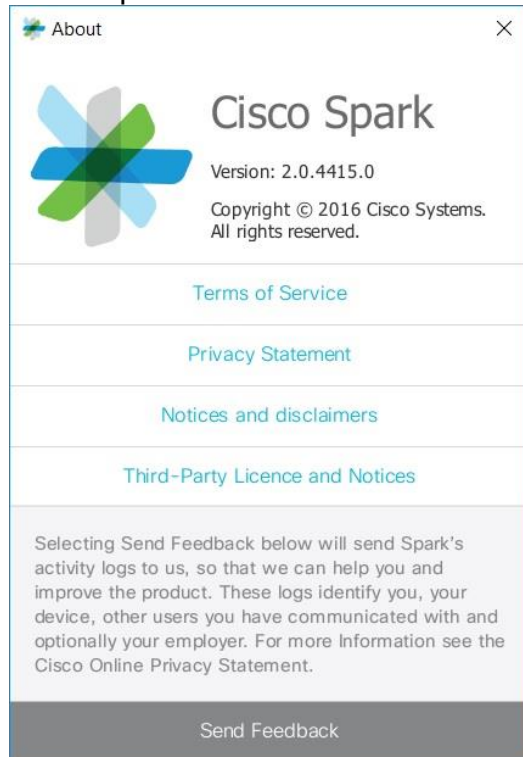 About
Cisco Spark
Version: 2.0.4415.0
Copyright © 2016 Cisco Systems.
All rights reserved.
Terms of Service
Privacy Statement
Notices and disclaimers
Third-Party Licence and Notices
Selecting Send Feedback below will send Spark's
activity logs to us, so that we can help you and
improve the product. These logs identify you, your
device, other users you have communicated with and
optionally your employer. For more Information see the
Cisco Online Privacy Statement.
Send Feedback